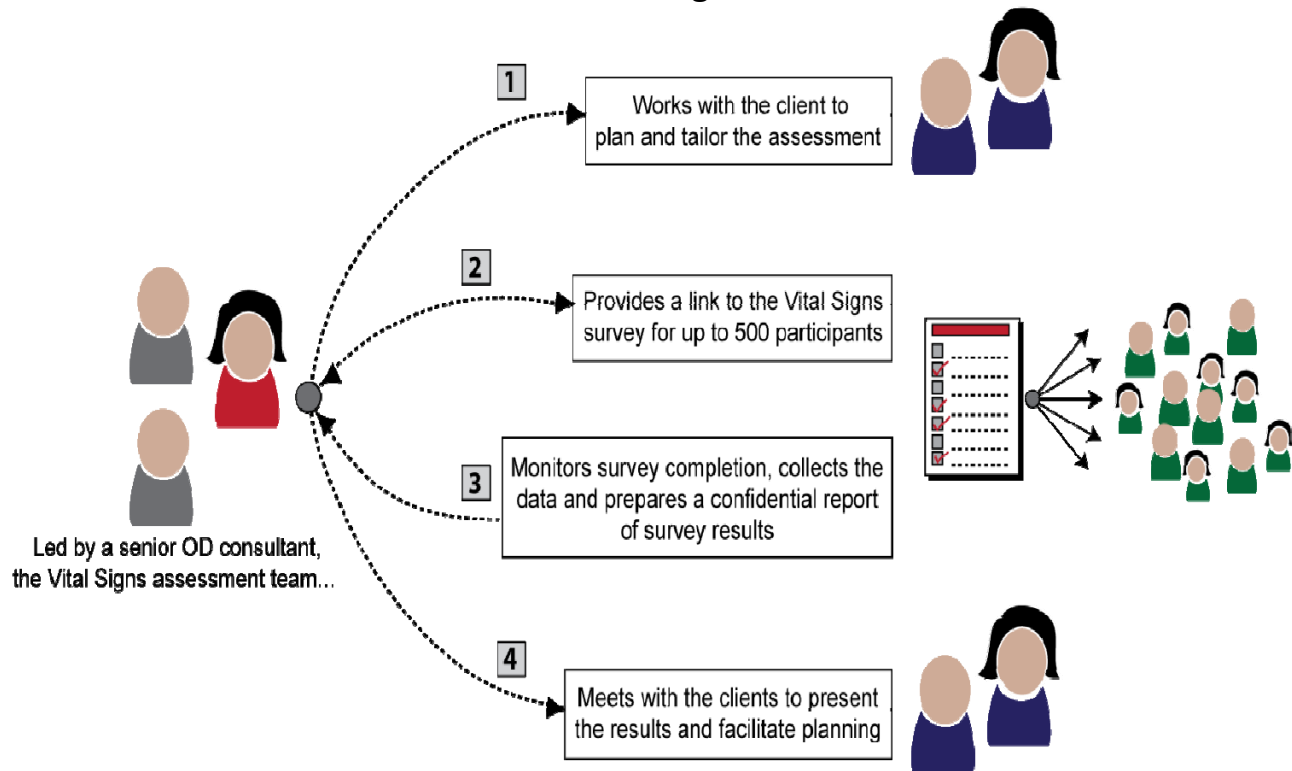 1
Works with the client to
plan and tailor the assessment
2
Provides a link to the Vital Signs
survey for up to 500 participants
3
Monitors survey completion, collects the
data and prepares a confidential report
of survey results
Led by a senior OD consultant,
the Vital Signs assessment team...
4
Meets with the clients to present
the results and facilitate planning